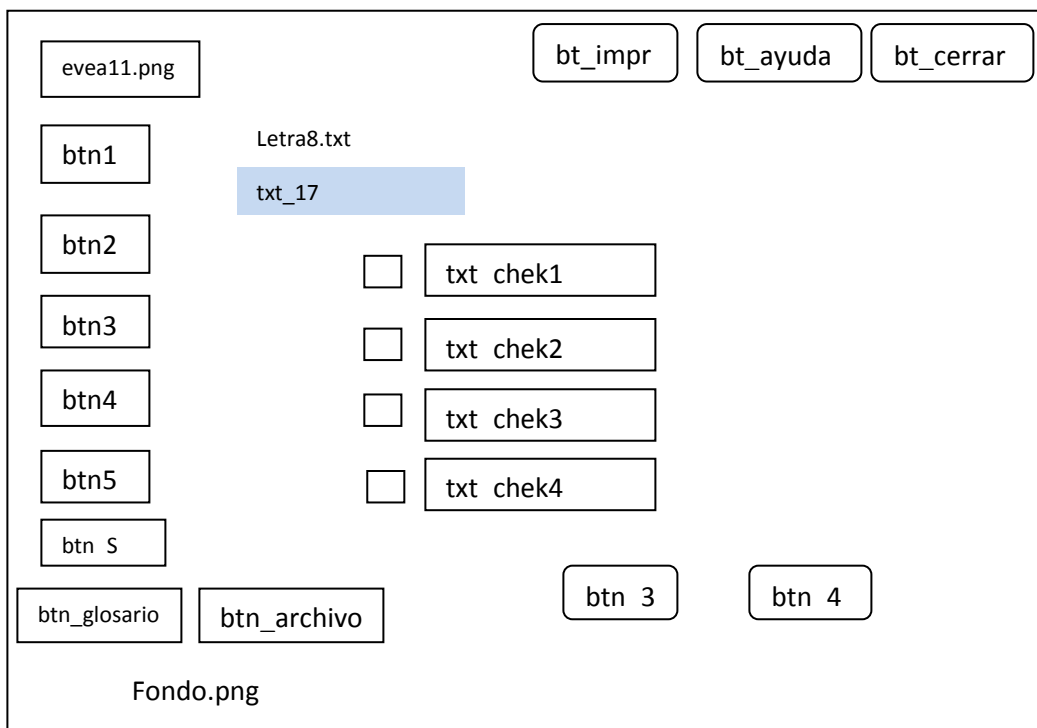 evea11.png
bt_impr
bt_ayuda
bt_cerrar
btn1
Letra8.txt
txt_17
btn2
txt chek1
btn3
txt chek2
btn4
txt chek3
btn5
txt chek4
btn S
btn_glosario
btn_archivo
btn 3
btn 4
Fondo.png